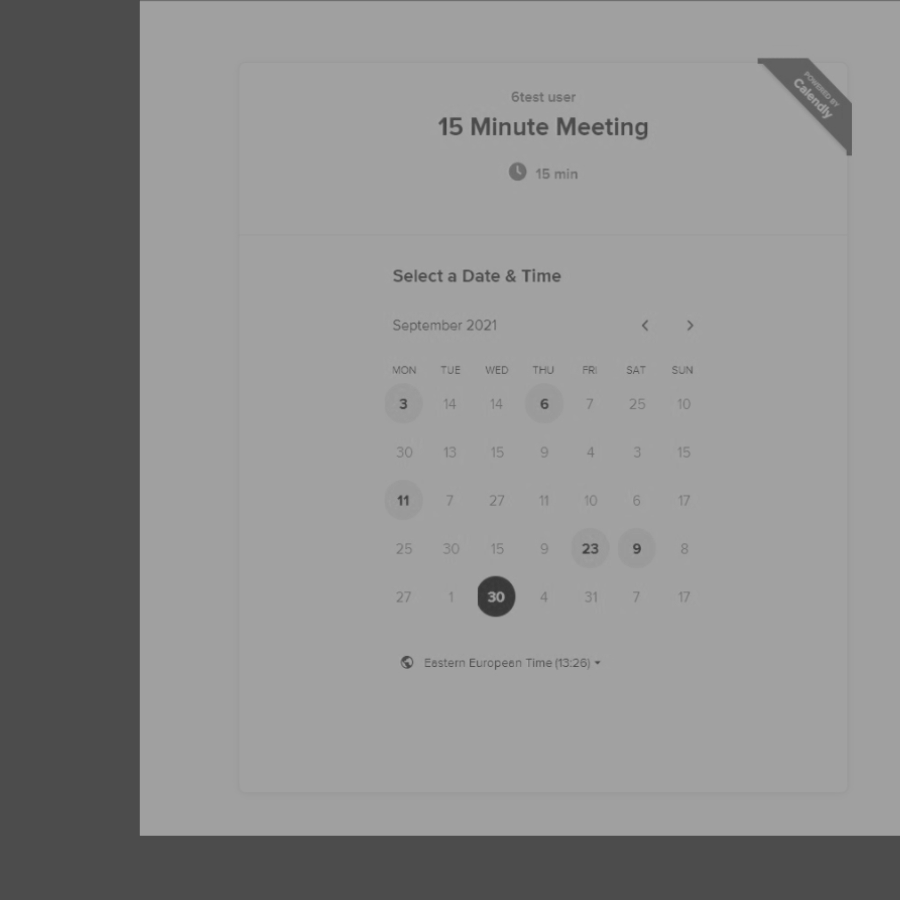 POWERED BY
Calendly
6test user
15 Minute Meeting
15 min
Select a Date & Time
September 2021
MON TUE WED THU FRI SAT SUN
3 14 14 6 7 25 10
30 13 15 9 4 3 15
11 7 27 11 10 6 17
25 30 15 9 23 9 8
27 1 30 4 31 7 17
Eastern European Time (13:26)